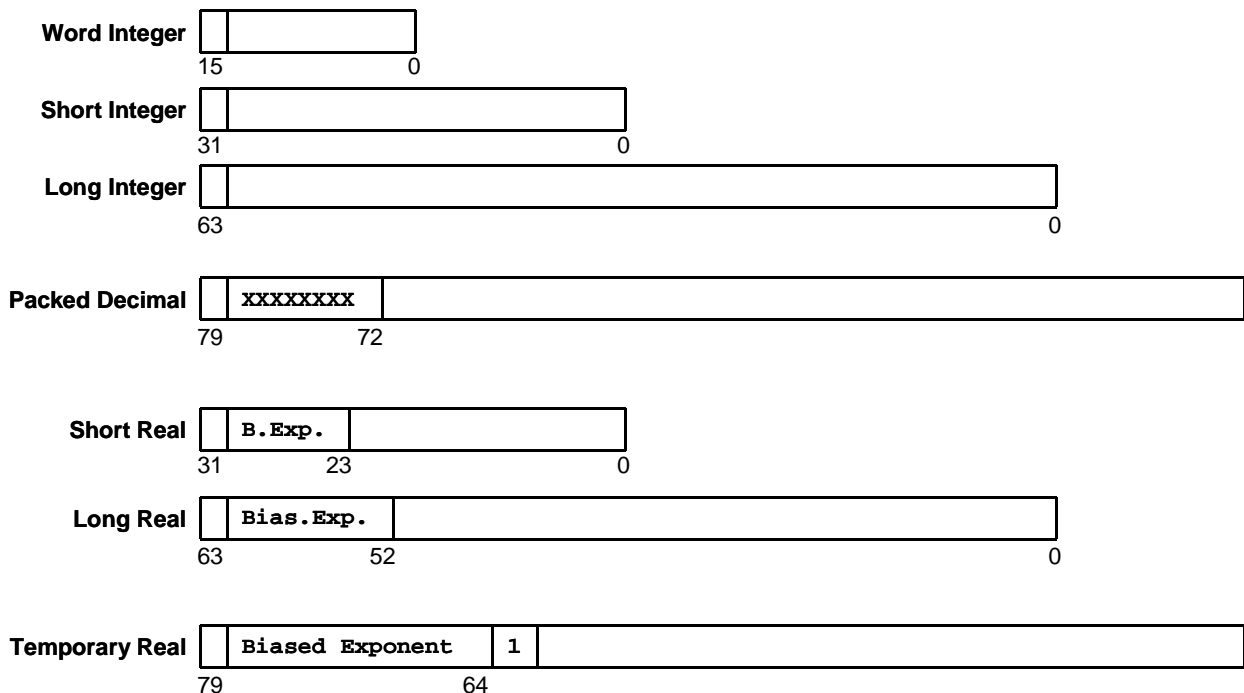 Word Integer
15 0
Short Integer
31 0
Long Integer
63 0
Packed Decimal XXXXXXXX
79 72
Short Real B.Exp.
31 23 0
Long Real Bias.Exp.
63 52 0
Temporary Real Biased Exponent 1
79 64